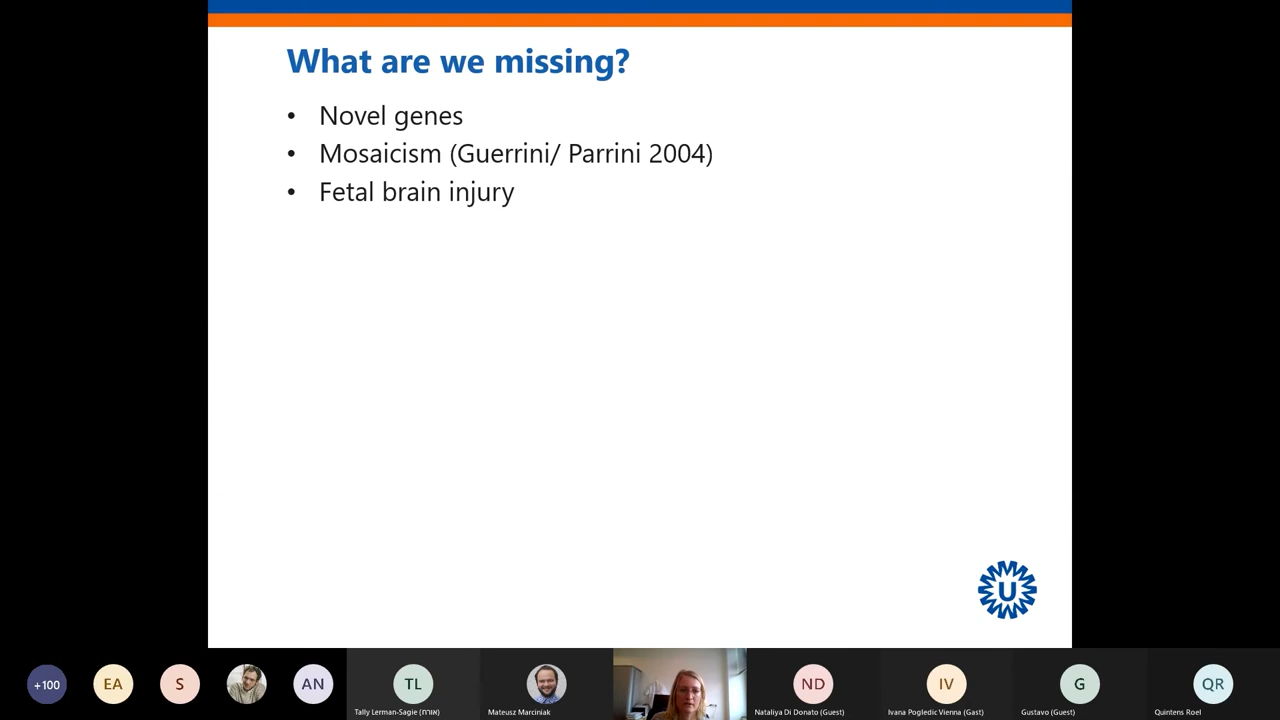 What are we missing?
• Novel genes
• Mosaicism (Guerrini/ Parrini 2004)
• Fetal brain injury
U
+100
EA
S
AN
TL
ND
IV
G
QR
Tally Lerman-Sagie (אורח)
Mateusz Marciniak
Nataliya Di Donato (Guest)
Ivana Pogledic Vienna (Gast)
Gustavo (Guest)
Quintens Roel